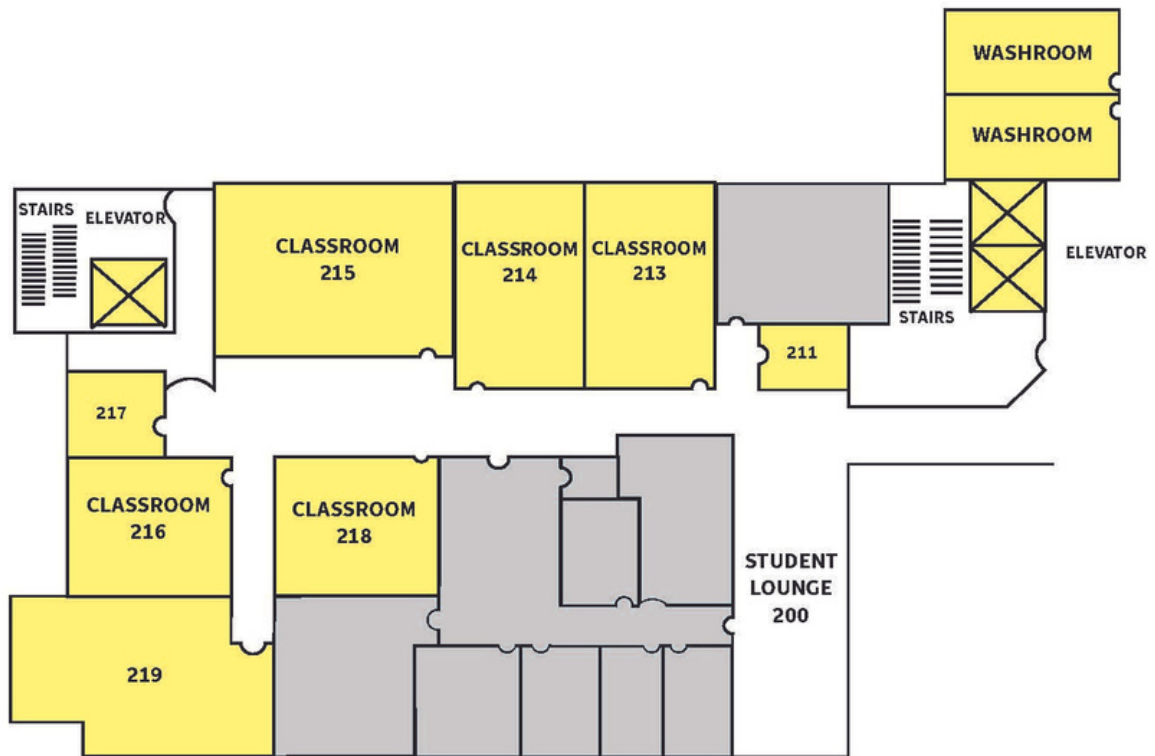 WASHROOM
WASHROOM
STAIRS
ELEVATOR
CLASSROOM
215
CLASSROOM
214
CLASSROOM
213
ELEVATOR
STAIRS
211
217
CLASSROOM
216
CLASSROOM
218
STUDENT
LOUNGE
200
219